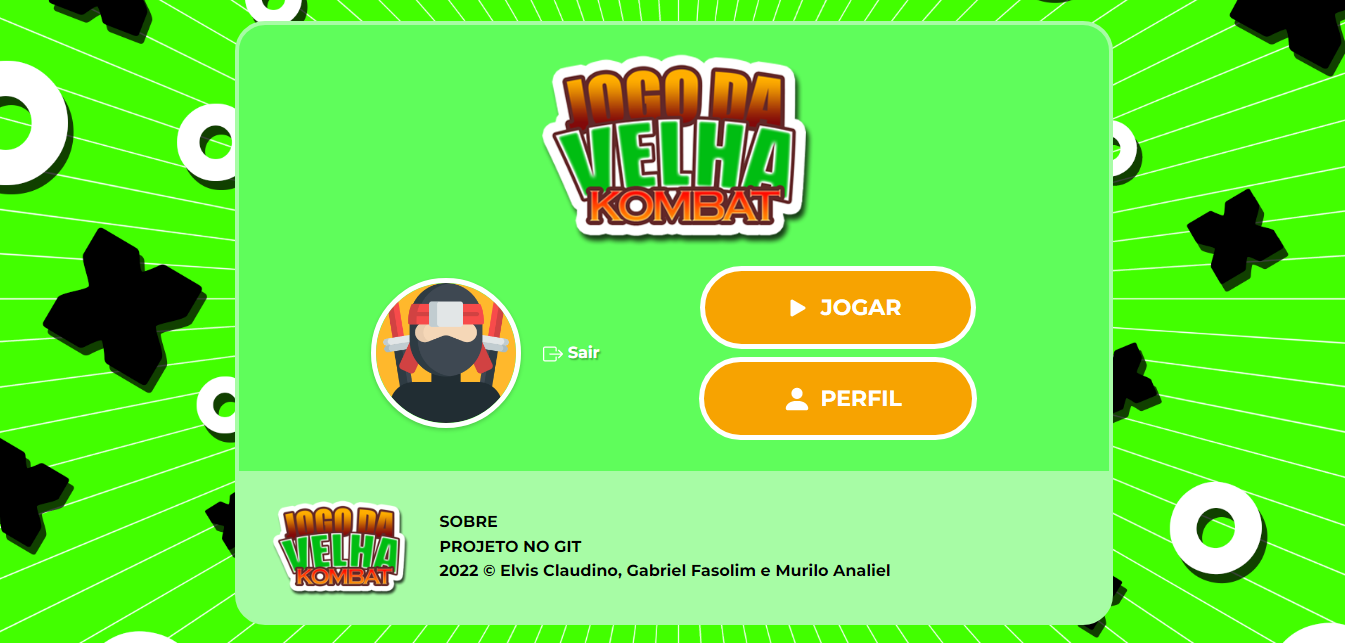 JOGO DA
VELHA
KOMBAT
JOGAR
Sair
PERFIL
JOGO DA
VELHA
KOMBAT
SOBRE
PROJETO NO GIT
2022 © Elvis Claudino, Gabriel Fasolim e Murilo Analiel